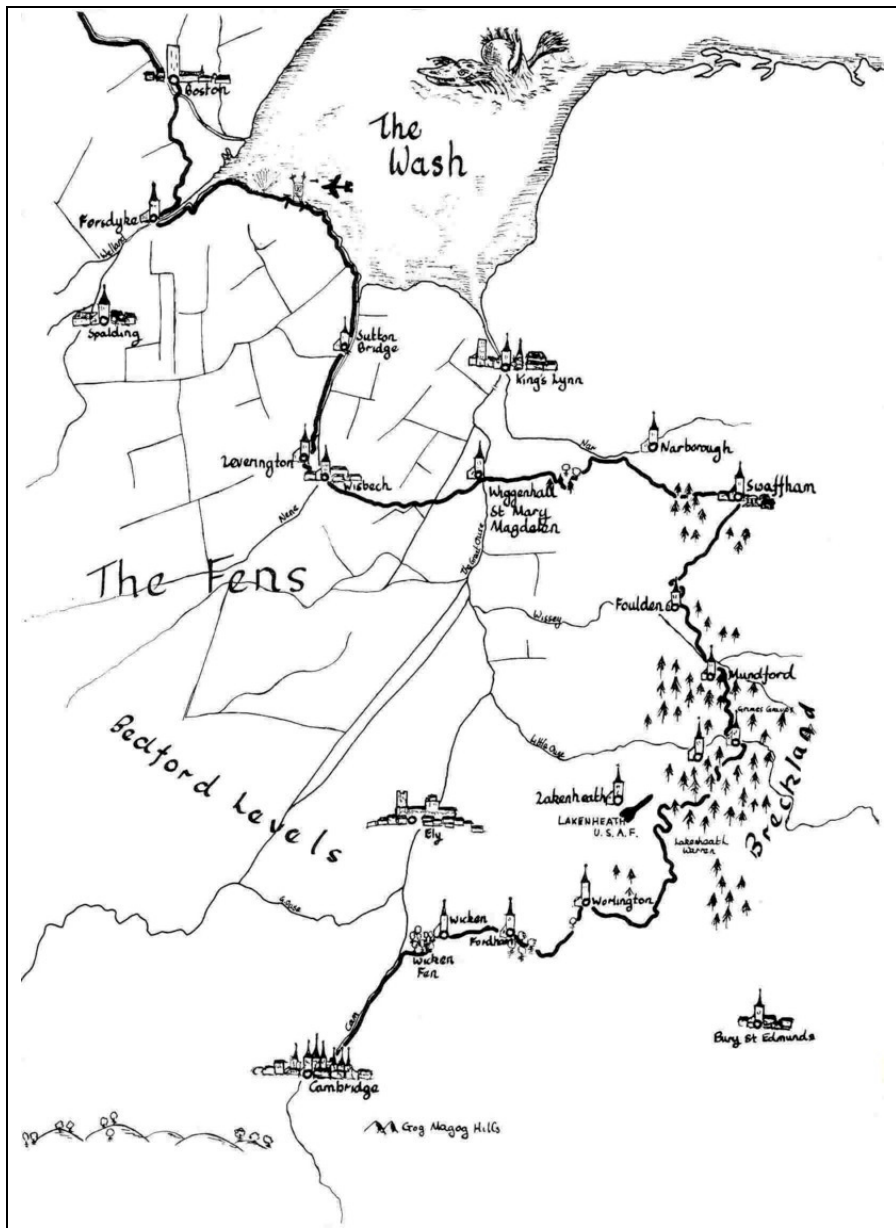 Boston
The
Wash
Forsdyke
Welland
Spalding
Sutton
Bridge
King's Lynn
Nar
Narborough
Leverington
Wisbech
Wiggenhall
St Mary
Magdalen
Swaffham
Nene
The Great Ouse
The Fens
Foulden
Wissey
Mundford
Grimes Graves
Little Ouse
Breckland
Bedford Levels
Lakenheath
LAKENHEATH
U.S.A.F.
Ely
Lakenheath
Warren
Worlington
Wicken
Fordham
Wicken
Fen
Cam
Bury St Edmunds
Cambridge
Gog Magog Hills